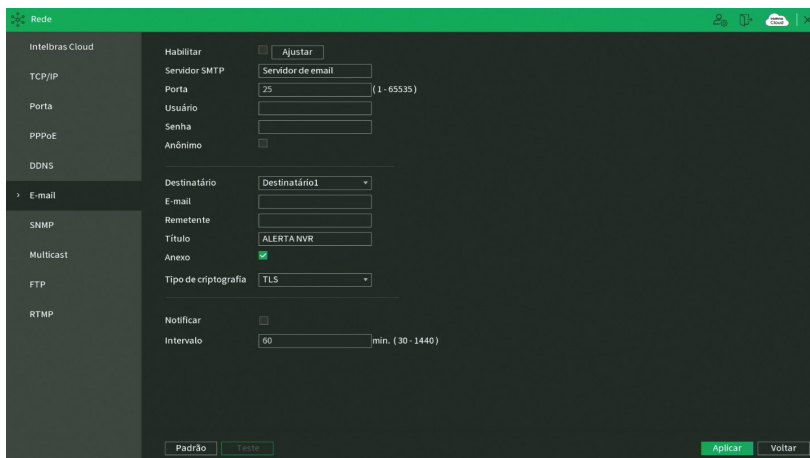 Rede
Intelbras Cloud
TCP/IP
Porta
PPPoE
DDNS
E-mail
SNMP
Multicast
FTP
RTMP
Habilitar Ajustar
Servidor SMTP Servidor de email
Porta 25 (1-65535)
Usuário
Senha
Anônimo
Destinatário Destinatário1
E-mail
Remetente
Título ALERTA NVR
Anexo
Tipo de criptografia TLS
Notificar
Intervalo 60 min. (30-1440)
Padrão Teste Aplicar Voltar